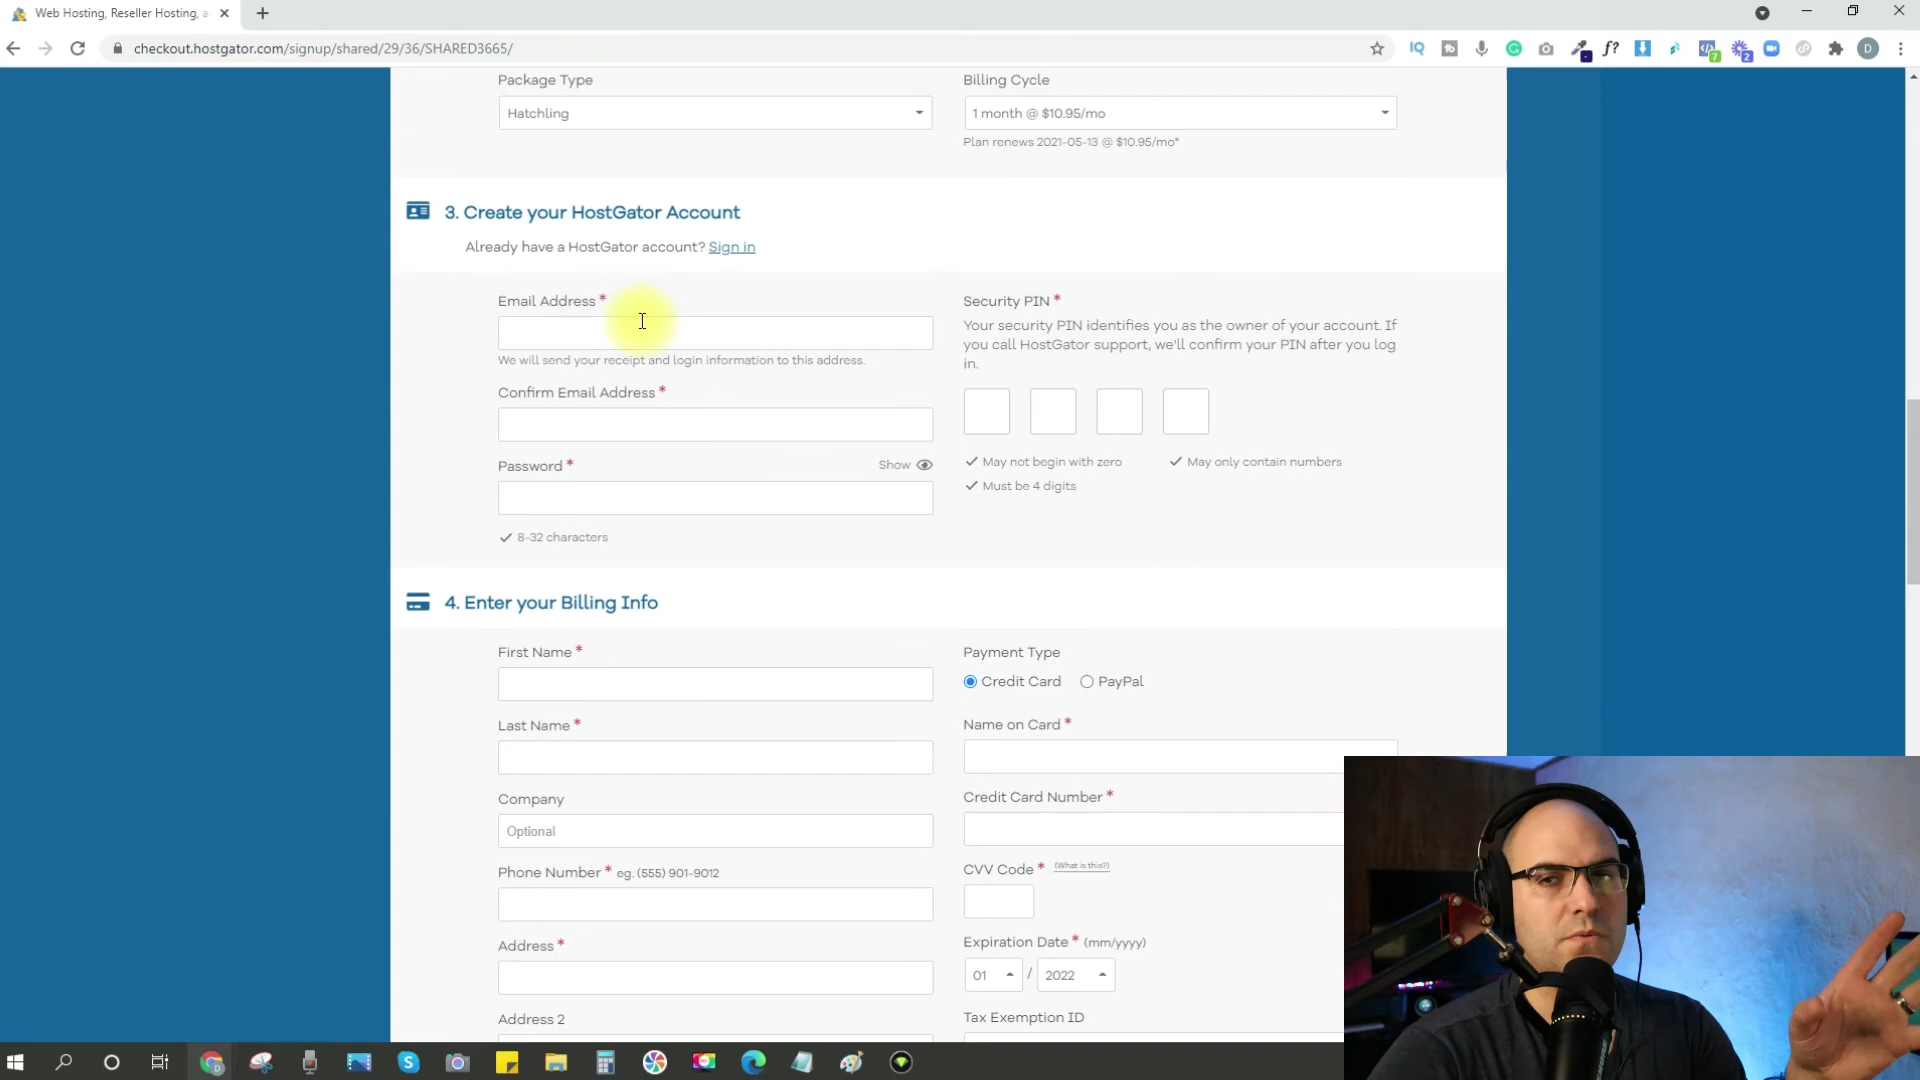 Web Hosting, Reseller Hosting, a
checkout.hostgator.com/signup/shared/29/36/SHARED3665/
Package Type
Billing Cycle
Hatchling
1 month @ $10.95/mo
Plan renews 2021-05-13 @ $10.95/mo*
3. Create your HostGator Account
Already have a HostGator account? Sign in
Email Address *
We will send your receipt and login information to this address.
Confirm Email Address *
Password *
Show
8-32 characters
Security PIN *
Your security PIN identifies you as the owner of your account. If
you call HostGator support, we'll confirm your PIN after you log
in.
May not begin with zero
May only contain numbers
Must be 4 digits
4. Enter your Billing Info
First Name *
Last Name *
Company
Optional
Phone Number * eg. (555) 901-9012
Address *
Address 2
Payment Type
Credit Card
PayPal
Name on Card *
Credit Card Number *
CVV Code * (What is this?)
Expiration Date * (mm/yyyy)
01 / 2022
Tax Exemption ID